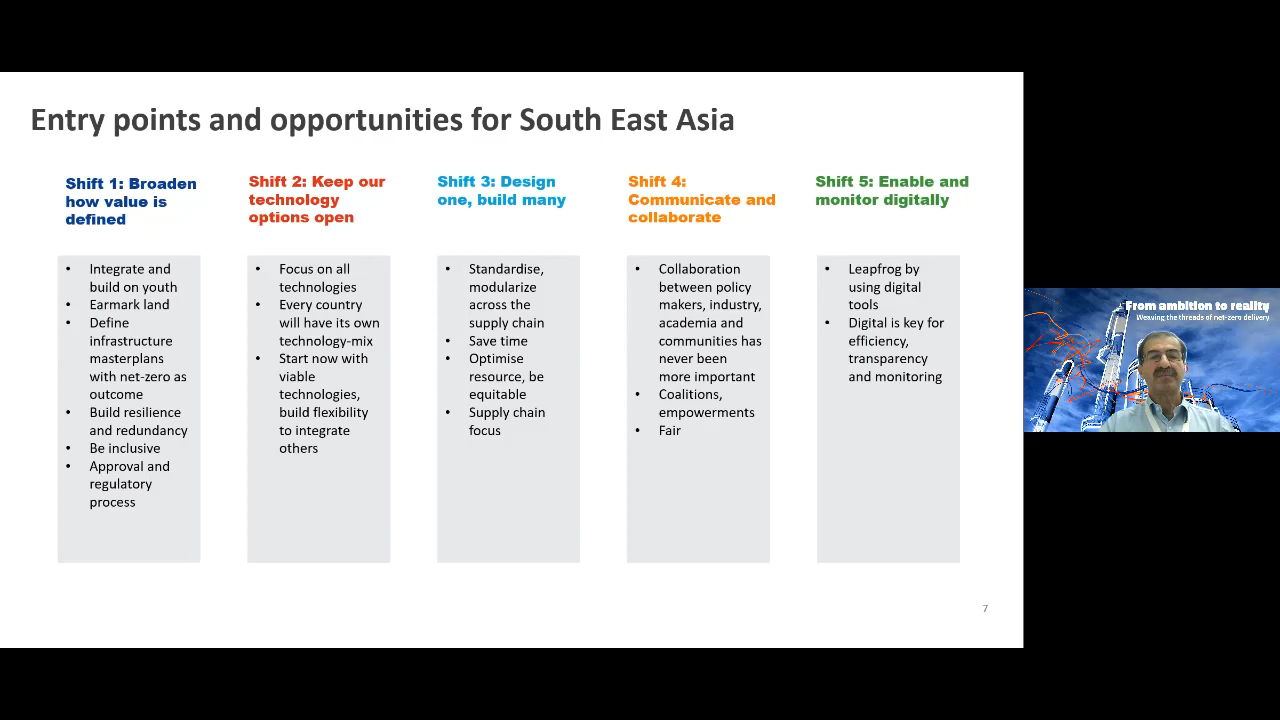 Entry points and opportunities for South East Asia
Shift 1: Broaden
how value is
defined
• Integrate and
build on youth
• Earmark land
• Define
infrastructure
masterplans
with net-zero as
outcome
• Build resilience
and redundancy
• Be inclusive
• Approval and
regulatory
process
Shift 2: Keep our
technology
options open
• Focus on all
technologies
• Every country
will have its own
technology-mix
• Start now with
viable
technologies,
build flexibility
to integrate
others
Shift 3: Design
one, build many
• Standardise,
modularize
across the
supply chain
• Save time
• Optimise
resource, be
equitable
• Supply chain
focus
Shift 4:
Communicate and
collaborate
• Collaboration
between policy
makers, industry,
academia and
communities has
never been
more important
• Coalitions,
empowerments
• Fair
Shift 5: Enable and
monitor digitally
• Leapfrog by
using digital
tools
• Digital is key for
efficiency,
transparency
and monitoring
7
From ambition to reality
Weaving the threads of net-zero delivery